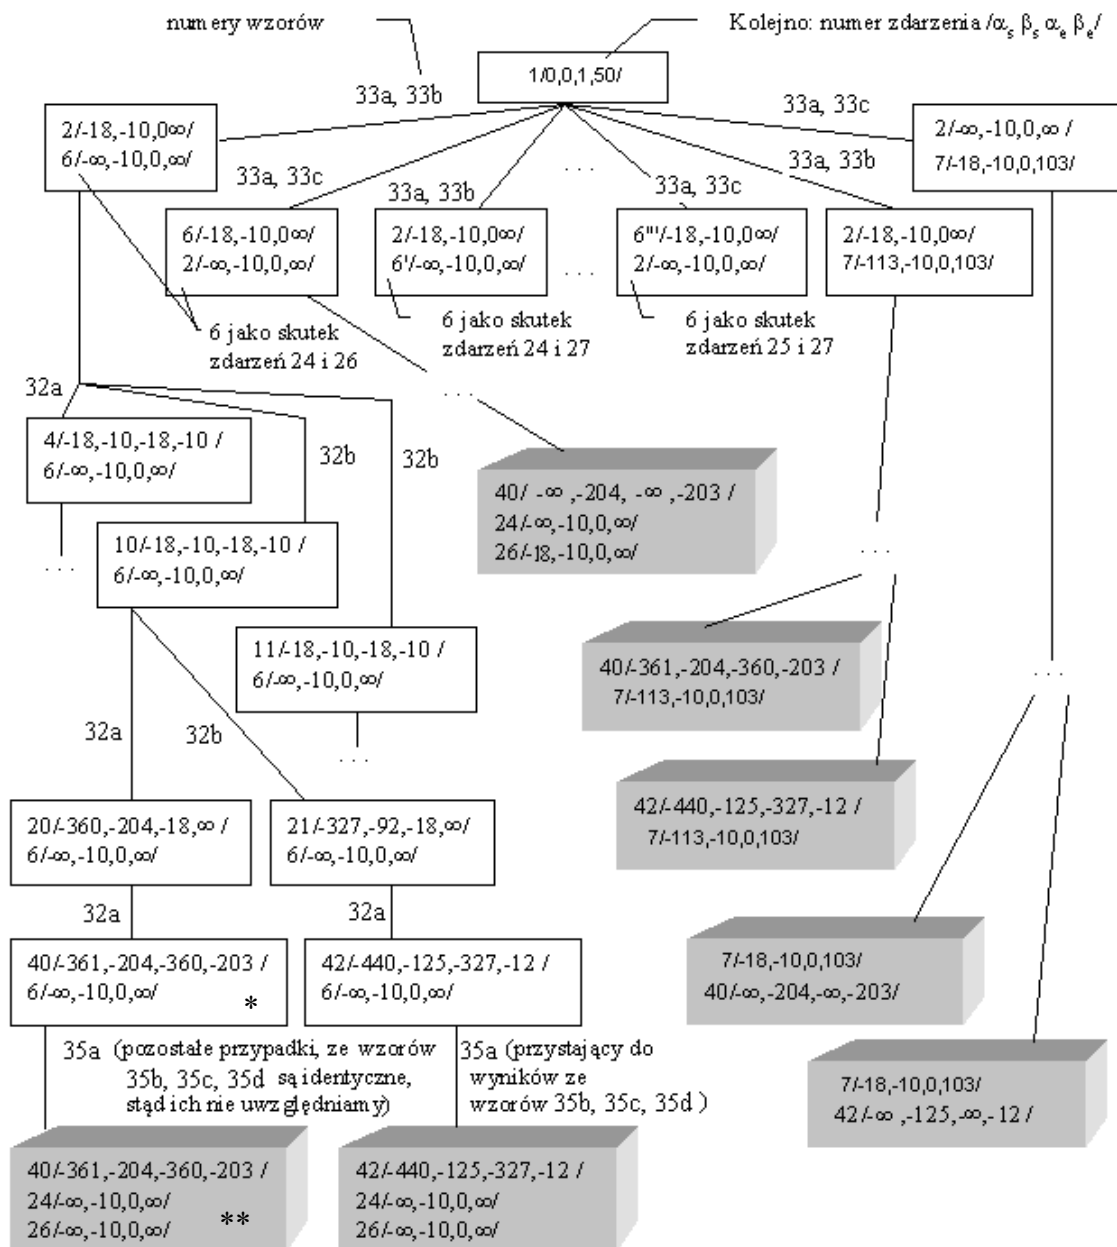 numery wzorów
Kolejno: numer zdarzenia /αs βs αe βe/
1/0,0,1,50/
33a, 33b
33a, 33c
2/-18,-10,0∞/
6/-∞,-10,0,∞/
2/-∞,-10,0,∞ /
7/-18,-10,0,103/
33a, 33c
33a, 33b
. . .
33a, 33c
33a, 33b
6/-18,-10,0∞/
2/-∞,-10,0,∞/
2/-18,-10,0∞/
6'/-∞,-10,0,∞/
. . .
6'''/-18,-10,0∞/
2/-∞,-10,0,∞/
2/-18,-10,0∞/
7/-113,-10,0,103/
. . .
6 jako skutek
zdarzeń 24 i 26
6 jako skutek
zdarzeń 24 i 27
6 jako skutek
zdarzeń 25 i 27
32a
. . .
4/-18,-10,-18,-10 /
6/-∞,-10,0,∞/
32b
32b
. . .
10/-18,-10,-18,-10 /
6/-∞,-10,0,∞/
40/ -∞ ,-204, -∞ ,-203 /
24/-∞,-10,0,∞/
26/-18,-10,0,∞/
. . .
11/-18,-10,-18,-10 /
6/-∞,-10,0,∞/
. . .
40/-361,-204,-360,-203 /
7/-113,-10,0,103/
. . .
32a
32b
20/-360,-204,-18,∞ /
6/-∞,-10,0,∞/
21/-327,-92,-18,∞/
6/-∞,-10,0,∞/
42/-440,-125,-327,-12 /
7/-113,-10,0,103/
32a
32a
40/-361,-204,-360,-203 /
6/-∞,-10,0,∞/
*
42/-440,-125,-327,-12 /
6/-∞,-10,0,∞/
7/-18,-10,0,103/
40/-∞,-204,-∞,-203/
35a (pozostałe przypadki, ze wzorów
35b, 35c, 35d są identyczne,
stąd ich nie uwzględniamy)
35a (przystający do
wyników ze
wzorów 35b, 35c, 35d )
7/-18,-10,0,103/
42/-∞ ,-125,-∞,-12 /
40/-361,-204,-360,-203 /
24/-∞,-10,0,∞/
26/-∞,-10,0,∞/
**
42/-440,-125,-327,-12 /
24/-∞,-10,0,∞/
26/-∞,-10,0,∞/